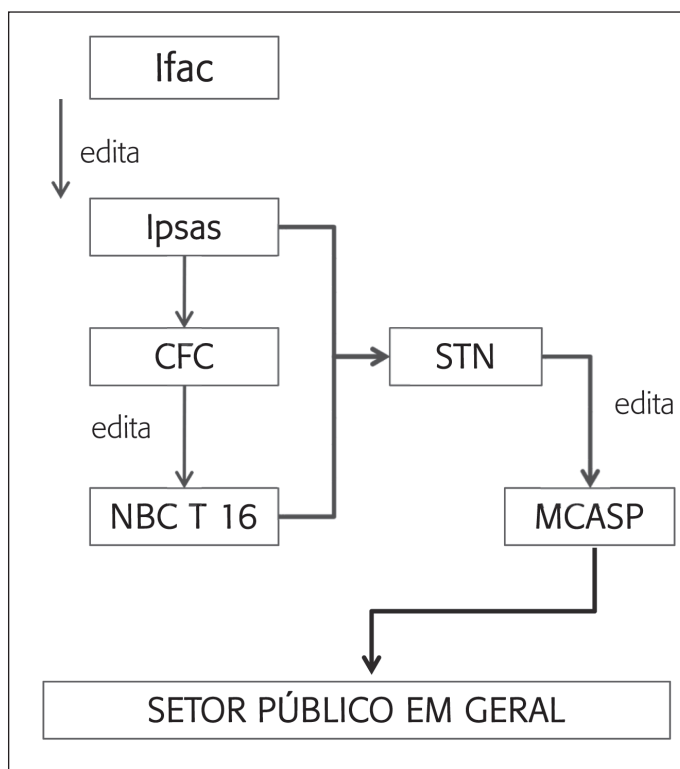 Ifac
edita
Ipsas
CFC
STN
edita
edita
NBC T 16
MCASP
SETOR PÚBLICO EM GERAL